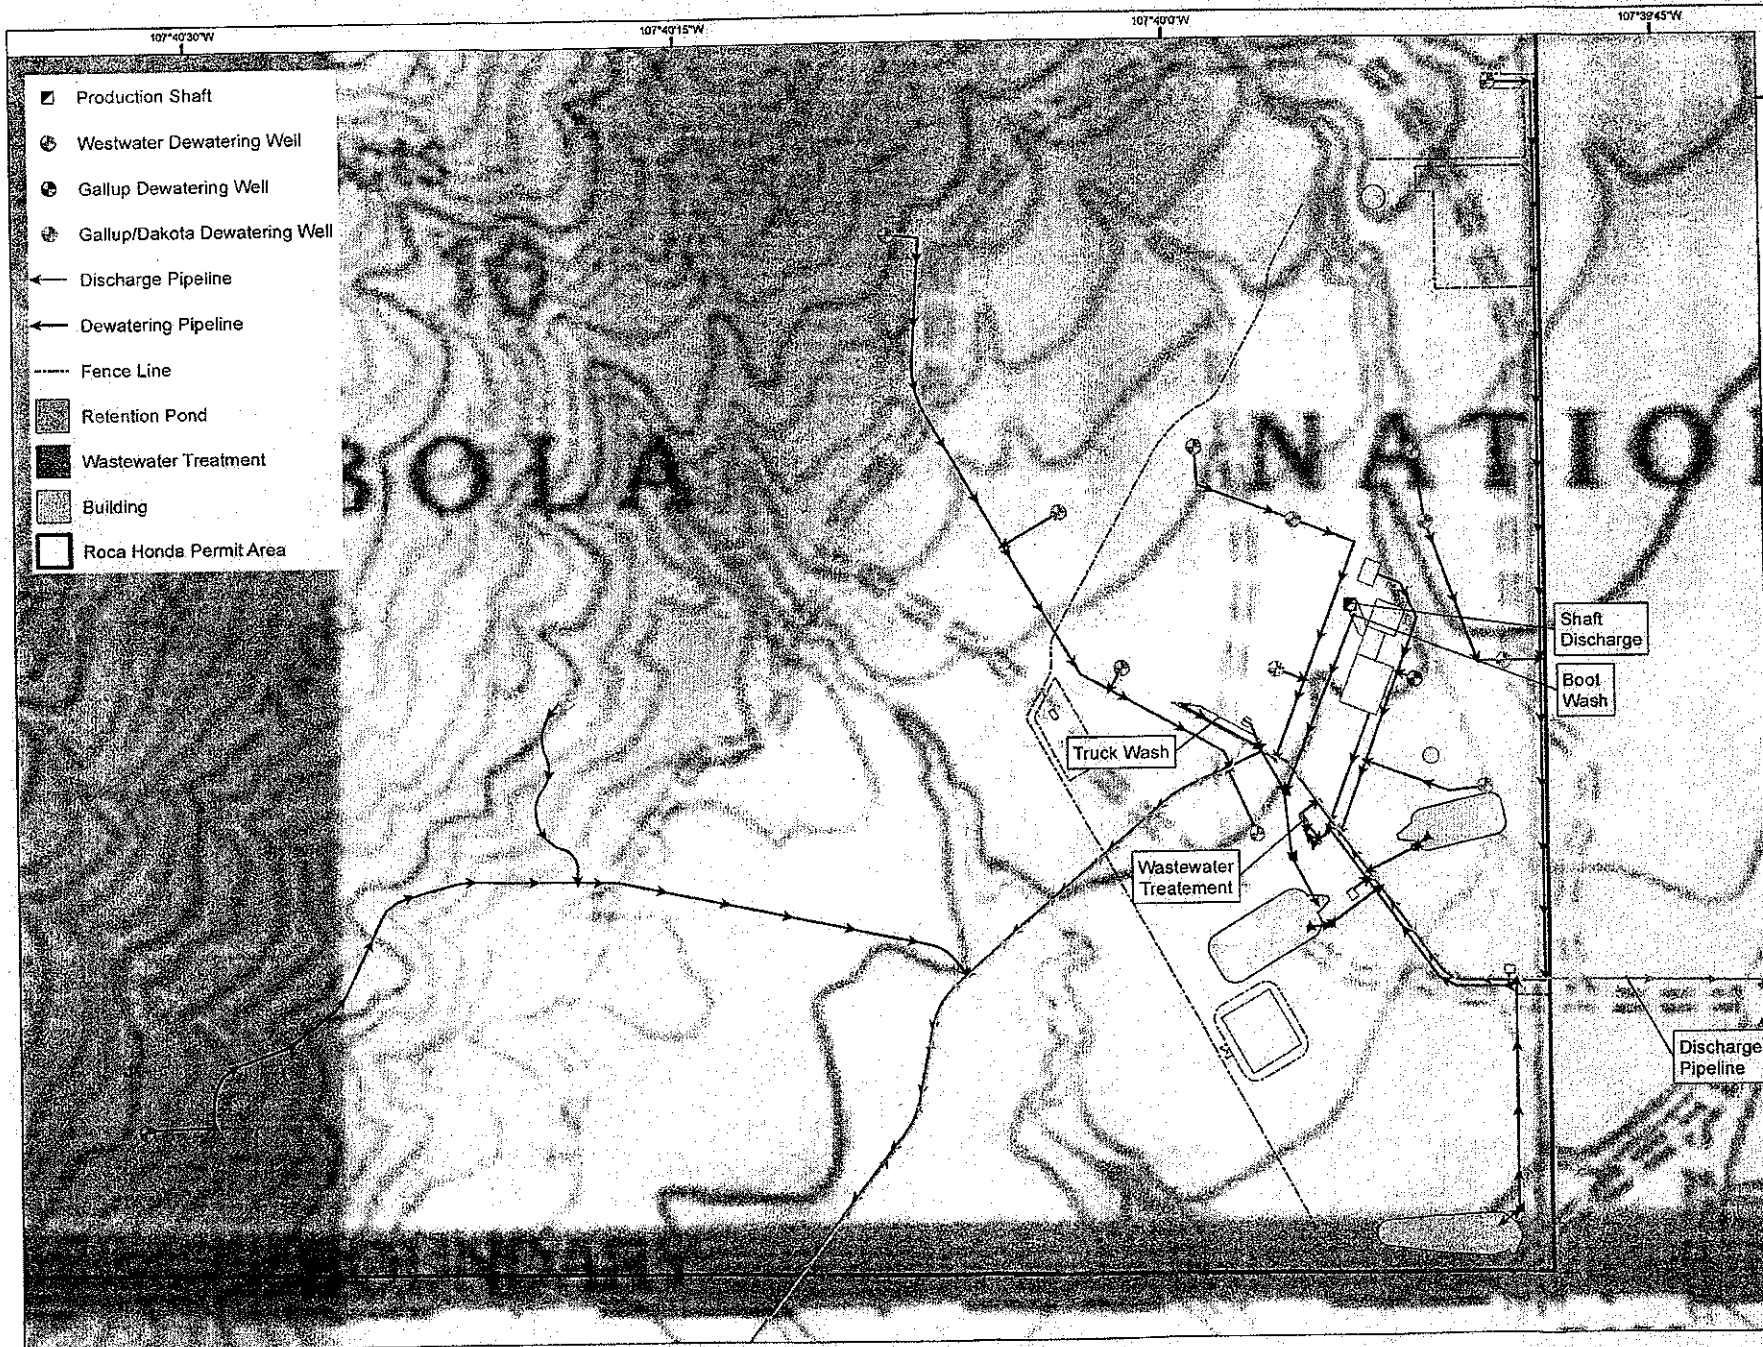 107°40'30"W
107°40'15"W
107°40'0"W
107°39'45"W
Production Shaft
Westwater Dewatering Well
Gallup Dewatering Well
Gallup/Dakota Dewatering Well
Discharge Pipeline
Dewatering Pipeline
Fence Line
Retention Pond
Wastewater Treatment
Building
Roca Honda Permit Area
BOLA
NATIO
Shaft
Discharge
Boot
Wash
Truck Wash
Wastewater
Treatement
Discharge
Pipeline